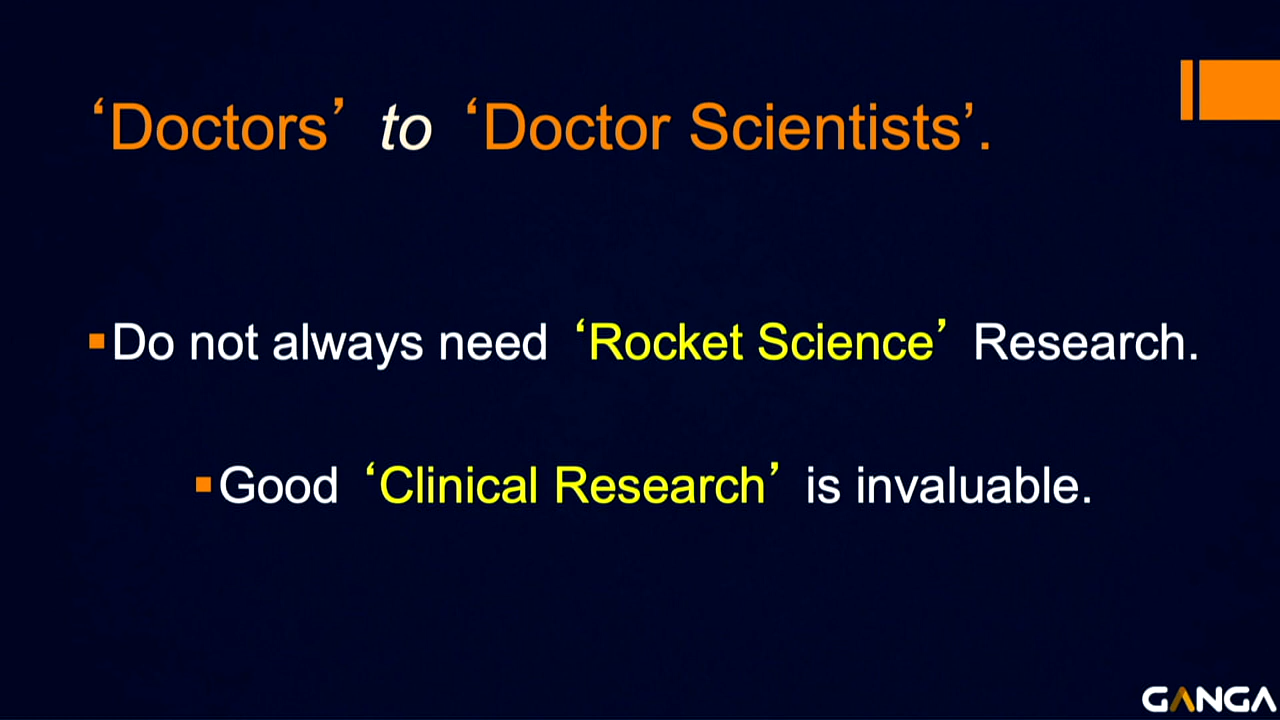 ‘Doctors’ to ‘Doctor Scientists’.
Do not always need ‘Rocket Science’ Research.
Good ‘Clinical Research’ is invaluable.
GANGA